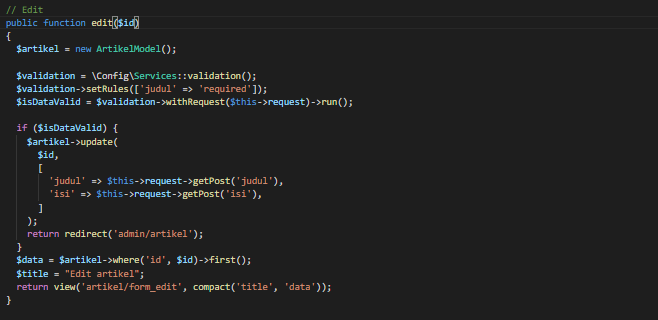 // Edit
public function edit($id)
{
$artikel = new ArtikelModel();
$validation = \Config\Services::validation();
$validation->setRules(['judul' => 'required']);
$isDataValid = $validation->withRequest($this->request)->run();
if ($isDataValid) {
$artikel->update(
$id,
[
'judul' => $this->request->getPost('judul'),
'isi' => $this->request->getPost('isi'),
]
);
return redirect('admin/artikel');
}
$data = $artikel->where('id', $id)->first();
$title = "Edit artikel";
return view('artikel/form_edit', compact('title', 'data'));
}